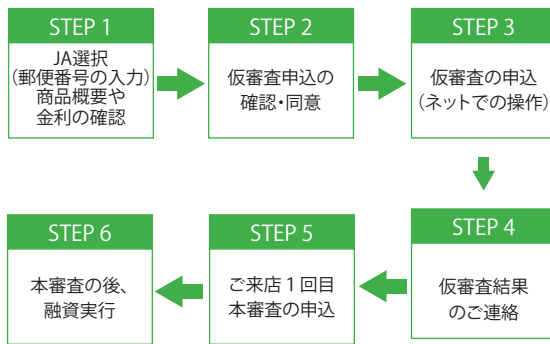 STEP 1
JA選択
(郵便番号の入力)
商品概要や
金利の確認
STEP 2
仮審査申込の
確認・同意
STEP 3
仮審査の申込
(ネットでの操作)
STEP 4
仮審査結果
のご連絡
STEP 5
ご来店1回目
本審査の申込
STEP 6
本審査の後、
融資実行